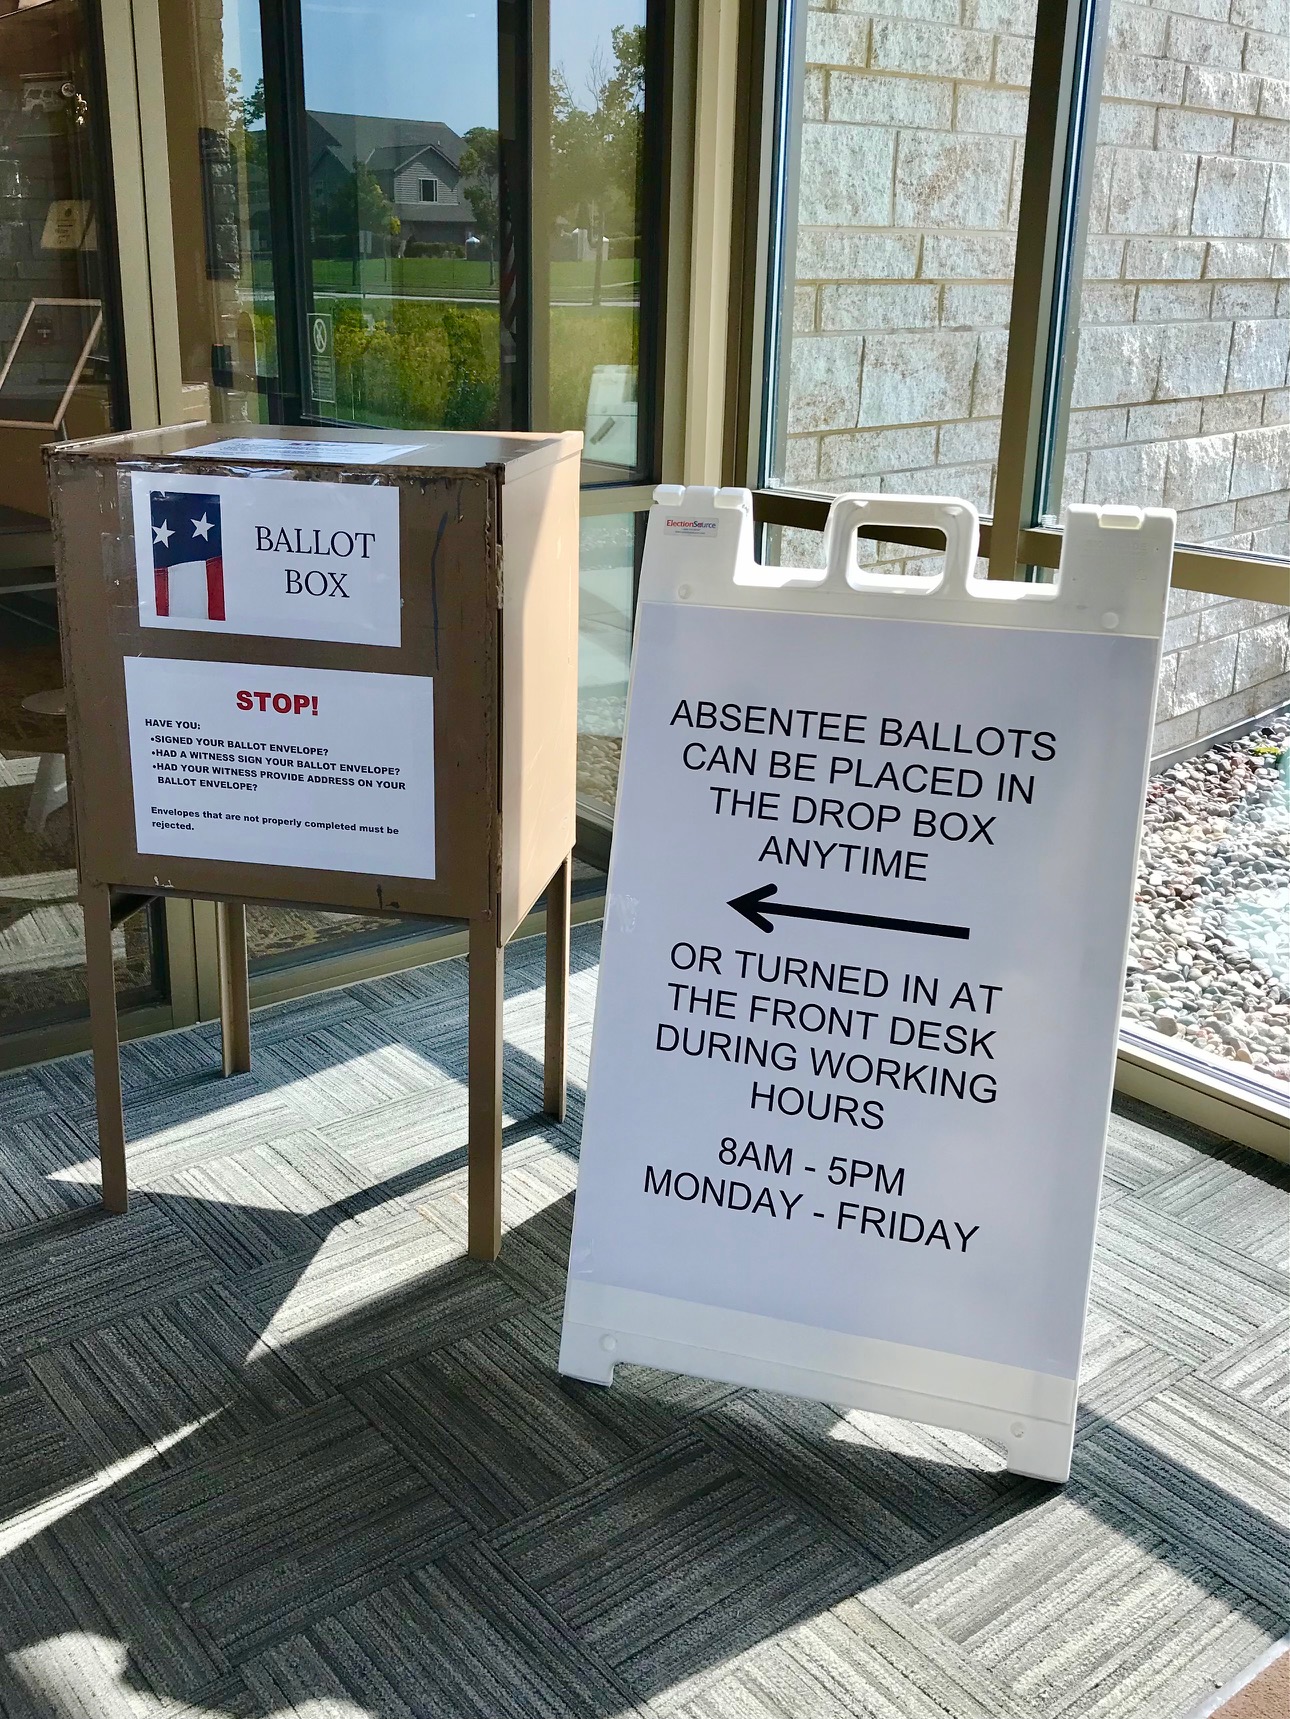 BALLOT
BOX
STOP!
HAVE YOU:
•SIGNED YOUR BALLOT ENVELOPE?
•HAD A WITNESS SIGN YOUR BALLOT ENVELOPE?
•HAD YOUR WITNESS PROVIDE ADDRESS ON YOUR
BALLOT ENVELOPE?
Envelopes that are not properly completed must be
rejected.
ElectionSource
ABSENTEE BALLOTS
CAN BE PLACED IN
THE DROP BOX
ANYTIME
OR TURNED IN AT
THE FRONT DESK
DURING WORKING
HOURS
8AM - 5PM
MONDAY - FRIDAY